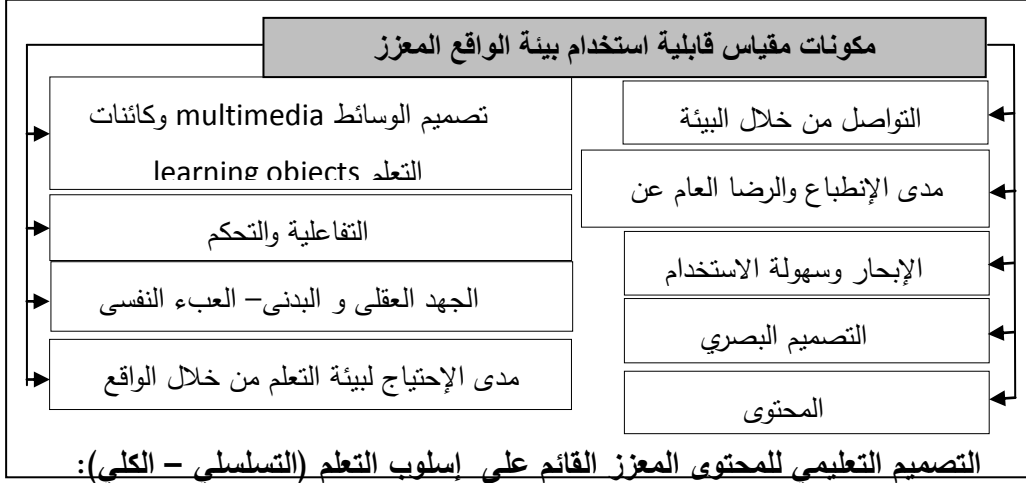 مكونات مقياس قابلية استخدام بيئة الواقع المعزز
التواصل من خلال البيئة
مدى الإنطباع والرضا العام عن
الإبحار وسهولة الاستخدام
التصميم البصري
المحتوى
تصميم الوسائط multimedia وكائنات
التعلم learning objects
التفاعلية والتحكم
الجهد العقلى و البدنى– العبء النفسى
مدى الإحتياج لبيئة التعلم من خلال الواقع
التصميم التعليمي للمحتوى المعزز القائم علي إسلوب التعلم (التسلسلي – الكلي):